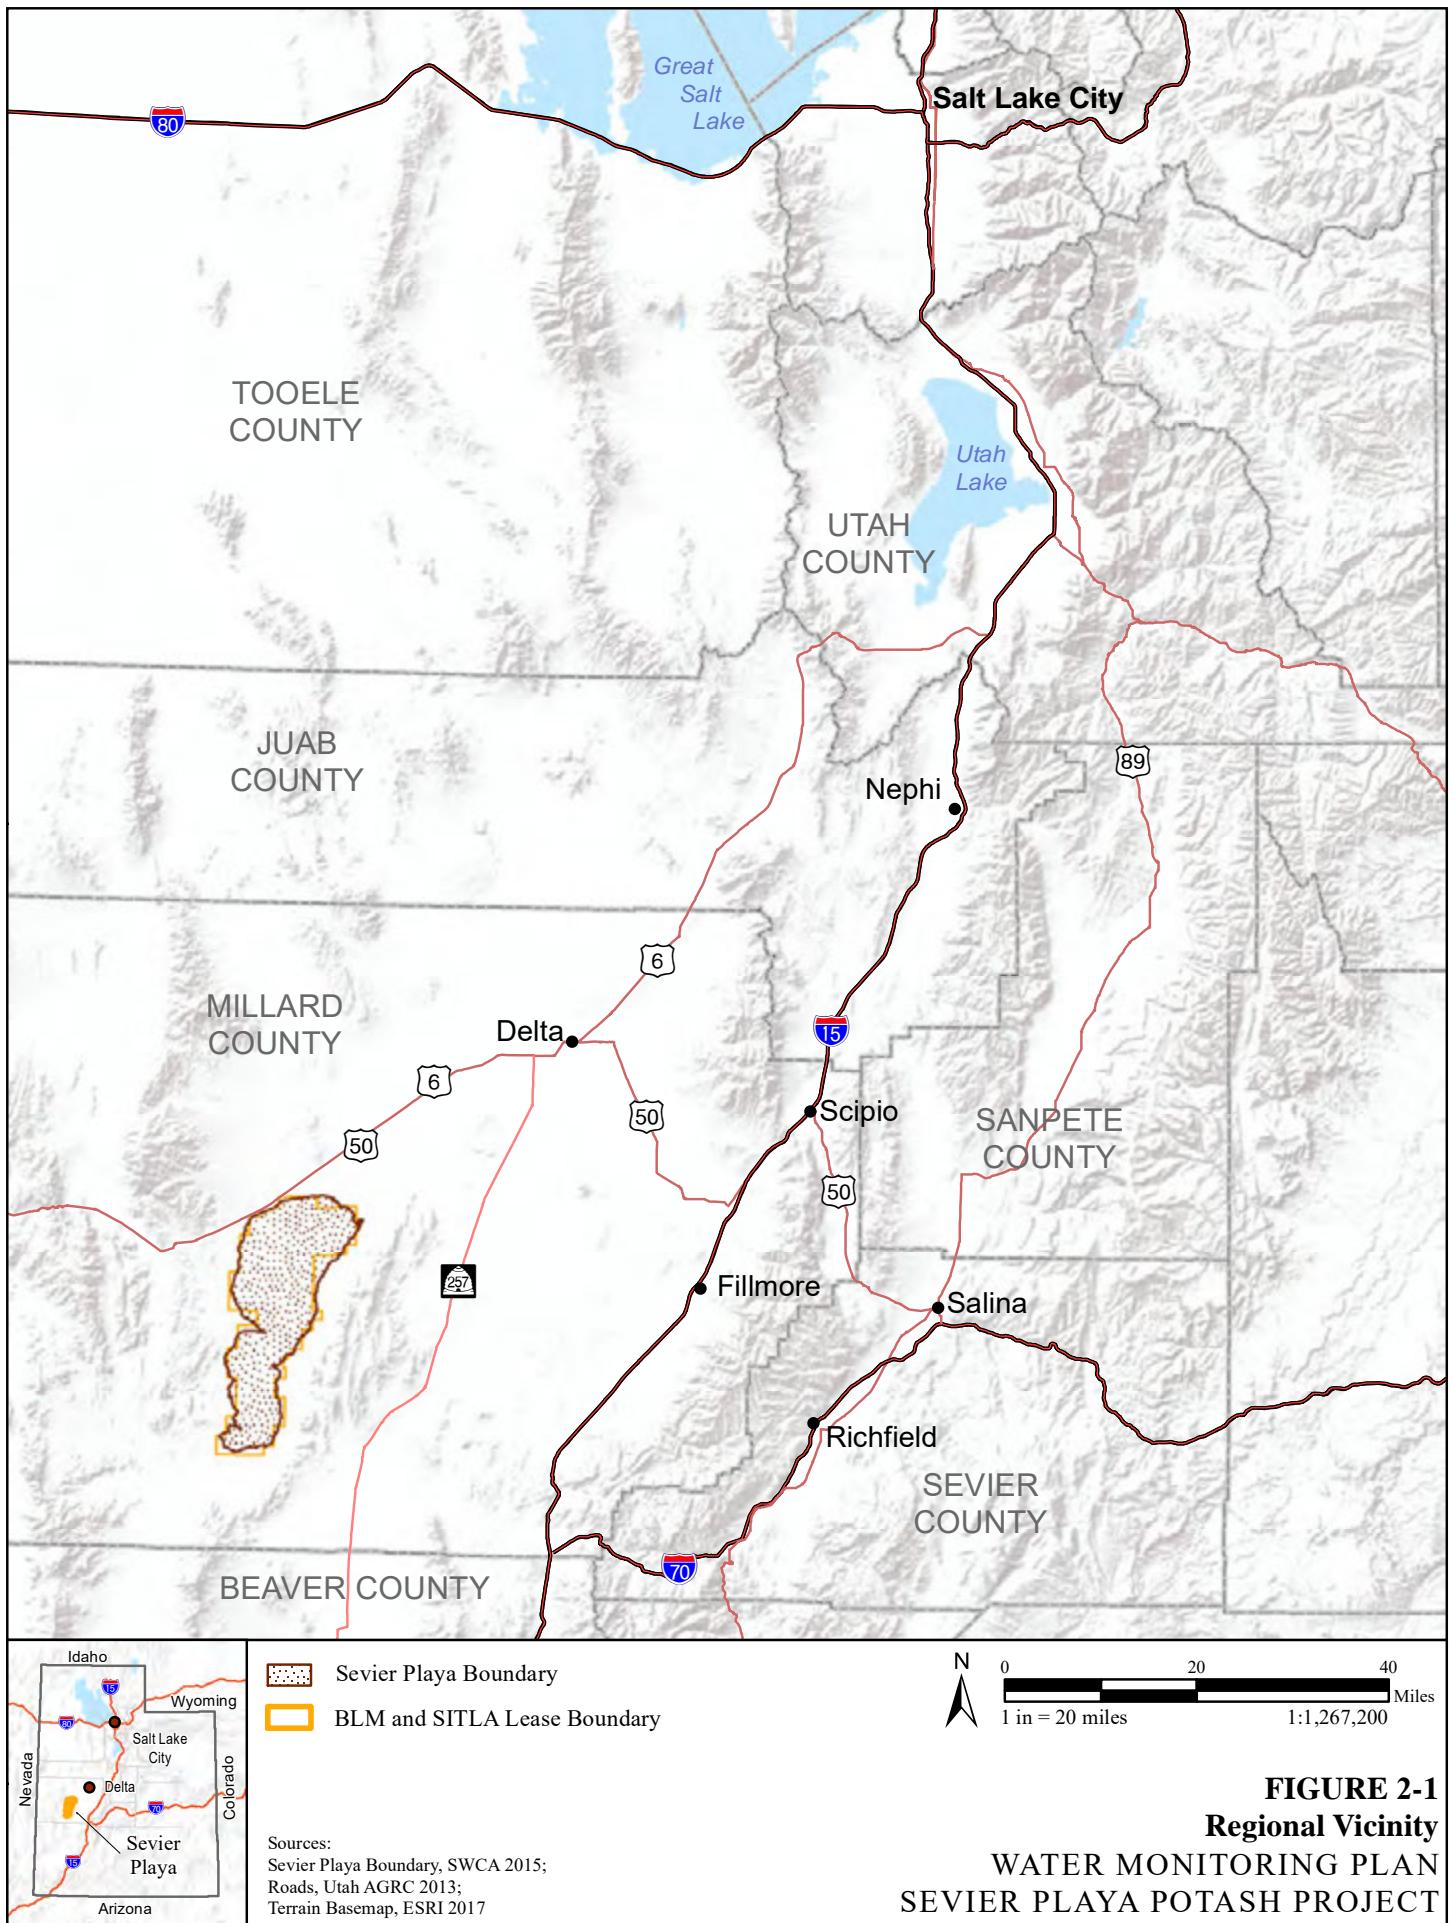 Great
Salt
Lake
Salt Lake City
80
TOOELE
COUNTY
Utah
Lake
UTAH
COUNTY
JUAB
COUNTY
89
Nephi
6
MILLARD
COUNTY
Delta
15
6
50
50
Scipio
SANPETE
COUNTY
50
257
Fillmore
Salina
Richfield
SEVIER
COUNTY
70
BEAVER COUNTY
Idaho
15
Wyoming
80
Salt Lake
City
Nevada
Delta
Colorado
70
Sevier
Playa
15
Arizona
Sevier Playa Boundary
BLM and SITLA Lease Boundary
Sources:
Sevier Playa Boundary, SWCA 2015;
Roads, Utah AGRC 2013;
Terrain Basemap, ESRI 2017
N
0 20 40
Miles
1 in = 20 miles 1:1,267,200
FIGURE 2-1
Regional Vicinity
WATER MONITORING PLAN
SEVIER PLAYA POTASH PROJECT